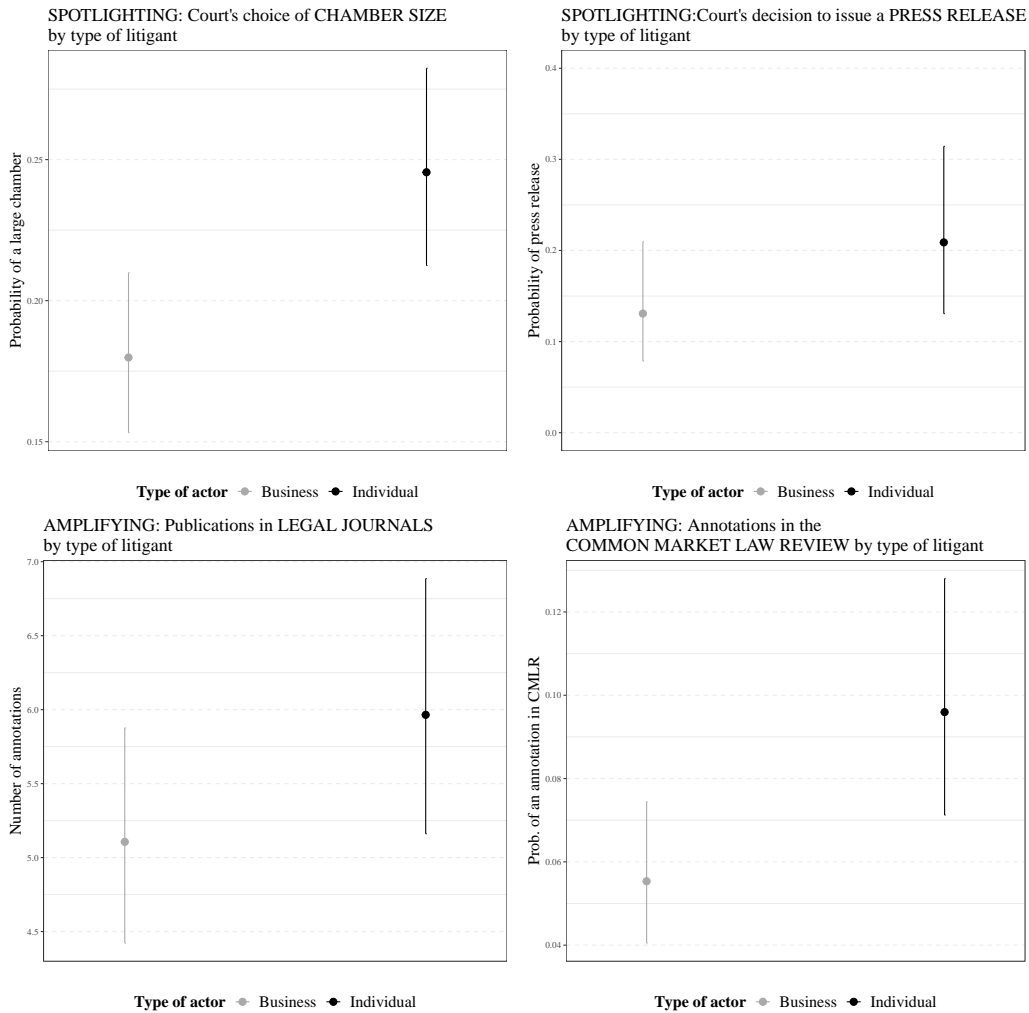 SPOTLIGHTING: Court's choice of CHAMBER SIZE
by type of litigant
Probability of a large chamber
0.25
0.20
0.15
Type of actor Business Individual
SPOTLIGHTING:Court's decision to issue a PRESS RELEASE
by type of litigant
Probability of press release
0.4
0.3
0.2
0.1
0.0
Type of actor Business Individual
AMPLIFYING: Publications in LEGAL JOURNALS
by type of litigant
Number of annotations
7.0
6.5
6.0
5.5
5.0
4.5
Type of actor Business Individual
AMPLIFYING: Annotations in the
COMMON MARKET LAW REVIEW by type of litigant
Prob. of an annotation in CMLR
0.12
0.10
0.08
0.06
0.04
Type of actor Business Individual